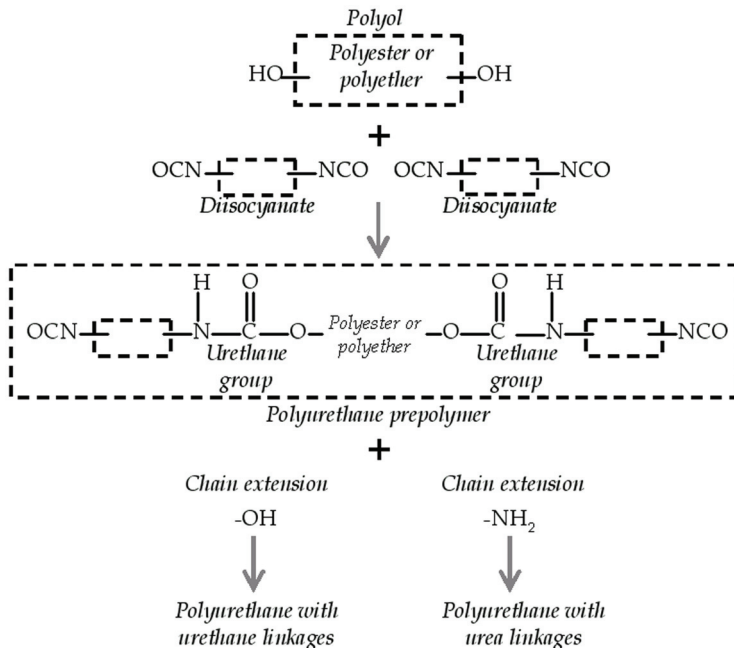 Polyol
Polyester or
polyether
HO
OH
+
OCN
NCO
OCN
NCO
Diisocyanate
Diisocyanate
H
O
O
H
OCN
N
C
O
Polyester or
polyether
O
C
N
NCO
Urethane
group
Urethane
group
Polyurethane prepolymer
+
Chain extension
Chain extension
-OH
-NH₂
Polyurethane with
urethane linkages
Polyurethane with
urea linkages